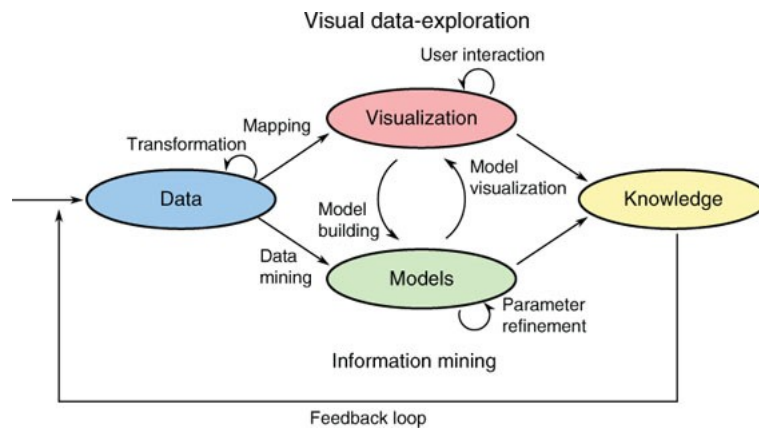 Visual data-exploration
User interaction
Visualization
Mapping
Transformation
Data
Model
visualization
Knowledge
Model
building
Data
mining
Models
Parameter
refinement
Information mining
Feedback loop